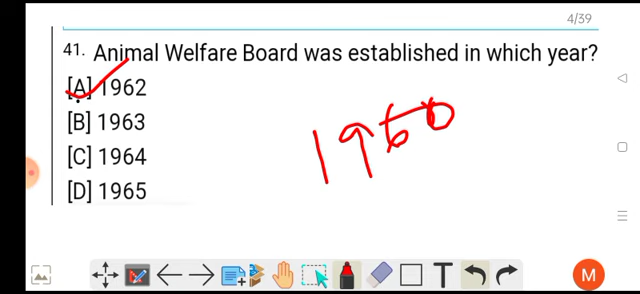 4/39
41. Animal Welfare Board was established in which year?
[A] 1962
[B] 1963
[C] 1964
[D] 1965
1960
T
M